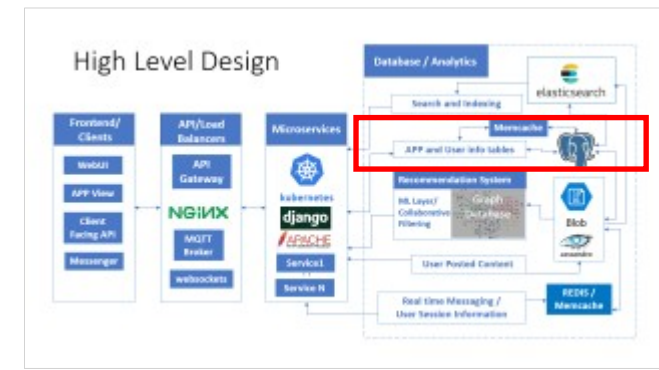 High Level Design
Database / Analytics
elasticsearch
Search and Indexing
Frontend/
Clients
API/Load
Balancers
Microservices
Memcache
APP and User info tables
WebUI
API
Gateway
kubernetes
Recommendation System
APP View
NGINX
django
ML Layer/
Collaborative
Filtering
Graph
Database
Client
Facing API
MQTT
Broker
APACHE
Blob
Messenger
websockets
Service1
User Posted Content
cassandra
Service N
Real time Messaging /
User Session Information
REDIS /
Memcache